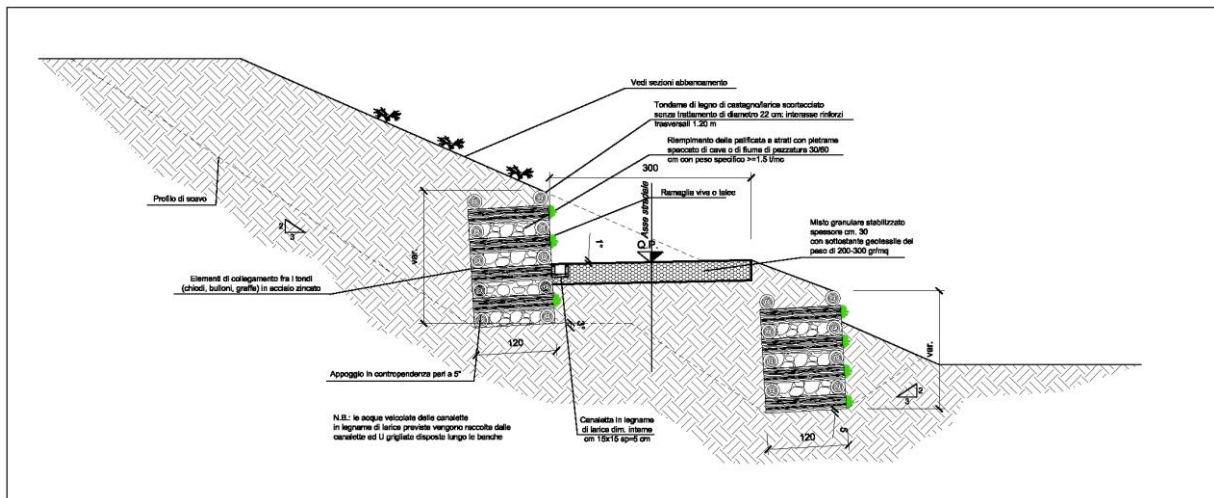 Vedi sezioni abbancamento
Tondame di legno di castagno/larice scortecciato
senza trattamento di diametro 22 cm: interasse rinforzi
trasversali 1.20 m
Riempimento della palificata a strati con pietrame
spaccato di cava o di fiume di pezzatura 30/60
cm con peso specifico >=1.5 t/mc
300
Ramaglia viva o talee
Profilo di scavo
Asse stradale
Misto granulare stabilizzato
spessore cm. 30
con sottostante geotessile del
peso di 200-300 gr/mq
2
3
var.
1°
Q.P.
Elementi di collegamento fra i tondi
(chiodi, bulloni, graffe) in acciaio zincato
3°
120
var.
Appoggio in contropendenza pari a 5°
2
3
N.B.: le acque veicolate dalle canalette
in legname di larice previste vengono raccolte dalle
canalette ad U grigliate disposte lungo le banche
Canaletta in legname
di larice dim. interne
cm 15x15 sp=5 cm
5
120